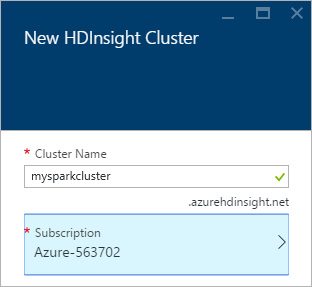 New HDInsight Cluster
* Cluster Name
mysparkcluster
.azurehdinsight.net
* Subscription
Azure-563702